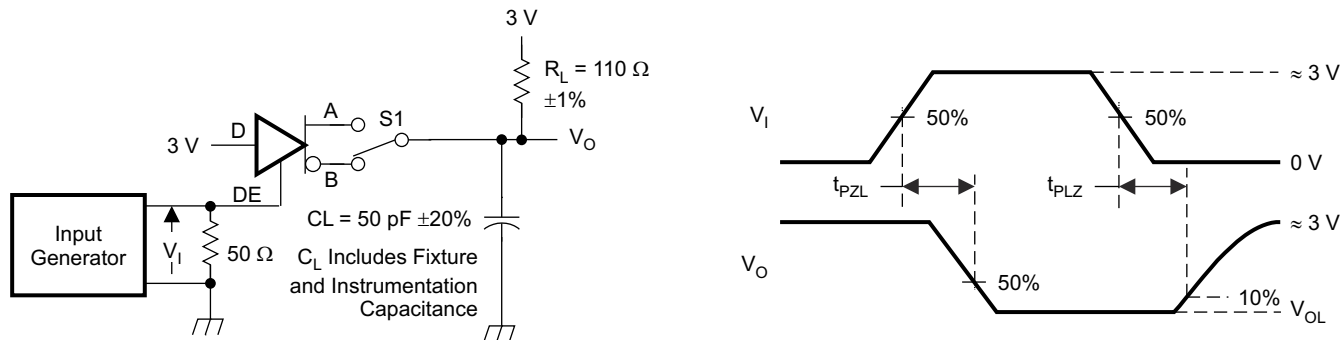 3 V
R_L = 110 Ω
±1%
A
S1
D
3 V
B
V_O
DE
CL = 50 pF ±20%
Input
Generator
V_I
50 Ω
C_L Includes Fixture
and Instrumentation
Capacitance
≈ 3 V
V_I
50%
50%
0 V
t_PZL
t_PLZ
≈ 3 V
V_O
50%
10%
V_OL